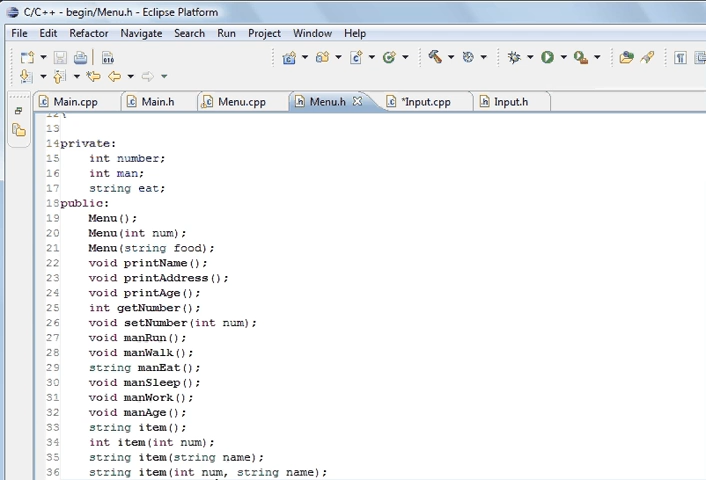 C/C++ - begin/Menu.h - Eclipse Platform
File Edit Refactor Navigate Search Run Project Window Help
Main.cpp Main.h Menu.cpp Menu.h *Input.cpp Input.h
12{
13
14private:
15 int number;
16 int man;
17 string eat;
18public:
19 Menu();
20 Menu(int num);
21 Menu(string food);
22 void printName();
23 void printAddress();
24 void printAge();
25 int getNumber();
26 void setNumber(int num);
27 void manRun();
28 void manWalk();
29 string manEat();
30 void manSleep();
31 void manWork();
32 void manAge();
33 string item();
34 int item(int num);
35 string item(string name);
36 string item(int num, string name);